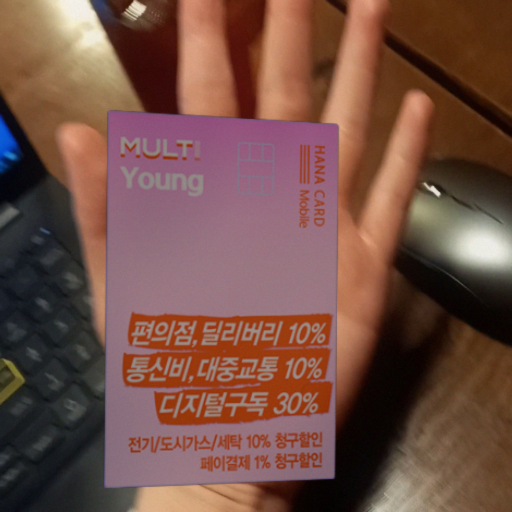 MULTI
Young
HANA CARD
Mobile
편의점, 딜리버리 10%
통신비, 대중교통 10%
디지털구독 30%
전기/도시가스/세탁 10% 청구할인
페이결제 1% 청구할인